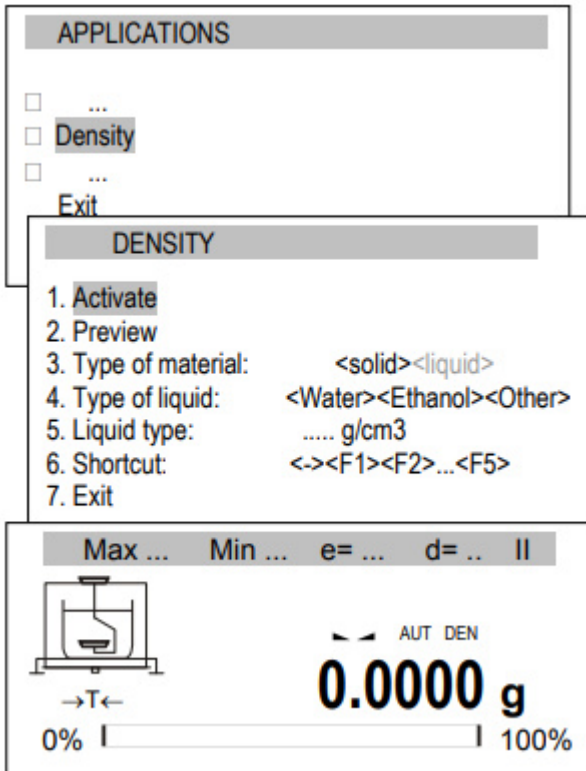 APPLICATIONS
...
Density
...
Exit
DENSITY
1. Activate
2. Preview
3. Type of material: <solid><liquid>
4. Type of liquid: <Water><Ethanol><Other>
5. Liquid type: ..... g/cm3
6. Shortcut: <-><F1><F2>...<F5>
7. Exit
Max ... Min ... e= ... d= .. II
AUT DEN
0.0000 g
→T←
0% 100%